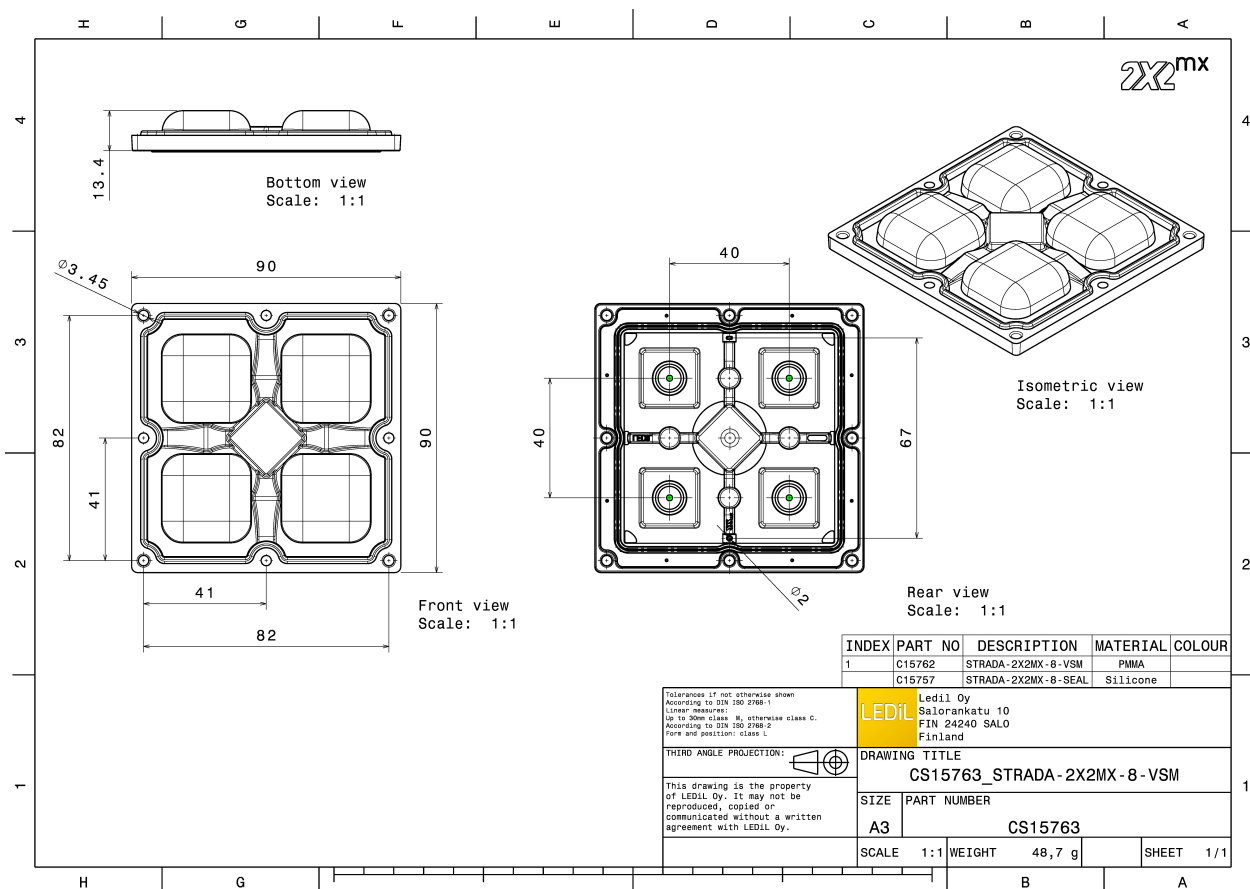 H G F E D C B A
2X2mx
4 4
13.4
Bottom view
Scale: 1:1
Isometric view
Scale: 1:1
3 3
Ø3.45
90
82
41
90
41
82
Front view
Scale: 1:1
40
40
67
LEDiL
Ø2
Rear view
Scale: 1:1
2 2
INDEX PART NO DESCRIPTION MATERIAL COLOUR
1 C15762 STRADA-2X2MX-8-VSM PMMA
C15757 STRADA-2X2MX-8-SEAL Silicone
Tolerances if not otherwise shown
According to DIN ISO 2768-1
Linear measures:
Up to 30mm class M, otherwise class C.
According to DIN ISO 2768-2
Form and position: class L
LEDiL
Ledil Oy
Salorankatu 10
FIN 24240 SALO
Finland
THIRD ANGLE PROJECTION:
DRAWING TITLE
CS15763_STRADA-2X2MX-8-VSM
This drawing is the property
of LEDiL Oy. It may not be
reproduced, copied or
communicated without a written
agreement with LEDiL Oy.
SIZE PART NUMBER
A3 CS15763
SCALE 1:1 WEIGHT 48,7 g SHEET 1/1
1 1
H G B A